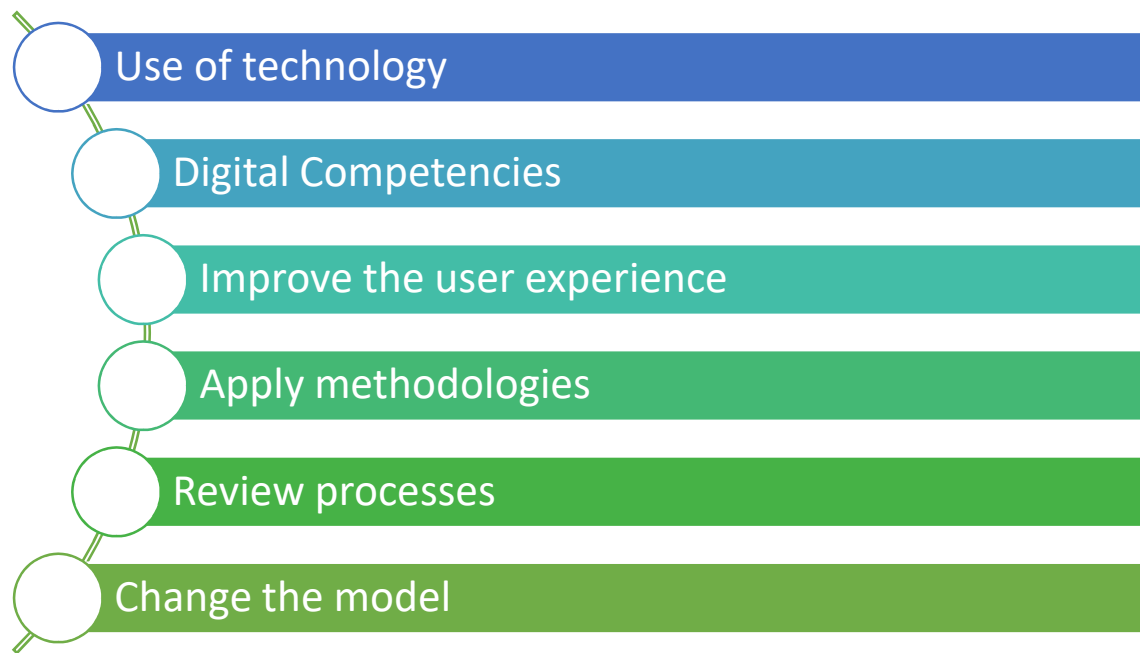 Use of technology
Digital Competencies
Improve the user experience
Apply methodologies
Review processes
Change the model